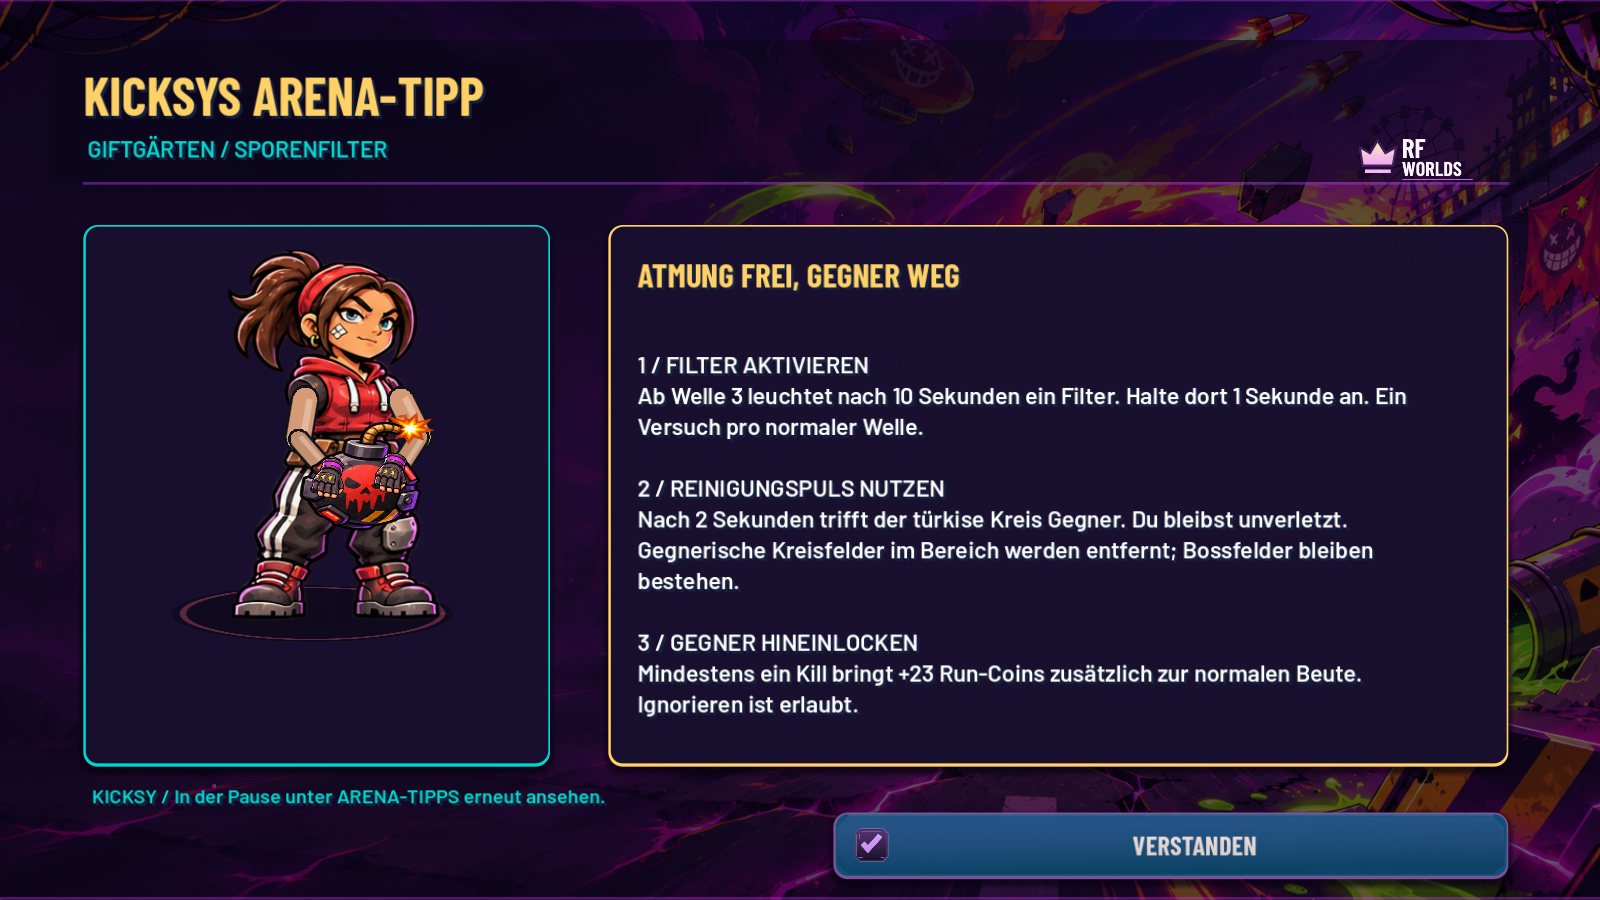 KICKSYS ARENA-TIPP
GIFTGÄRTEN / SPORENFILTER
RF
WORLDS
ATMUNG FREI, GEGNER WEG
1 / FILTER AKTIVIEREN
Ab Welle 3 leuchtet nach 10 Sekunden ein Filter. Halte dort 1 Sekunde an. Ein
Versuch pro normaler Welle.
2 / REINIGUNGSPULS NUTZEN
Nach 2 Sekunden trifft der türkise Kreis Gegner. Du bleibst unverletzt.
Gegnerische Kreisfelder im Bereich werden entfernt; Bossfelder bleiben
bestehen.
3 / GEGNER HINEINLOCKEN
Mindestens ein Kill bringt +23 Run-Coins zusätzlich zur normalen Beute.
Ignorieren ist erlaubt.
KICKSY / In der Pause unter ARENA-TIPPS erneut ansehen.
VERSTANDEN